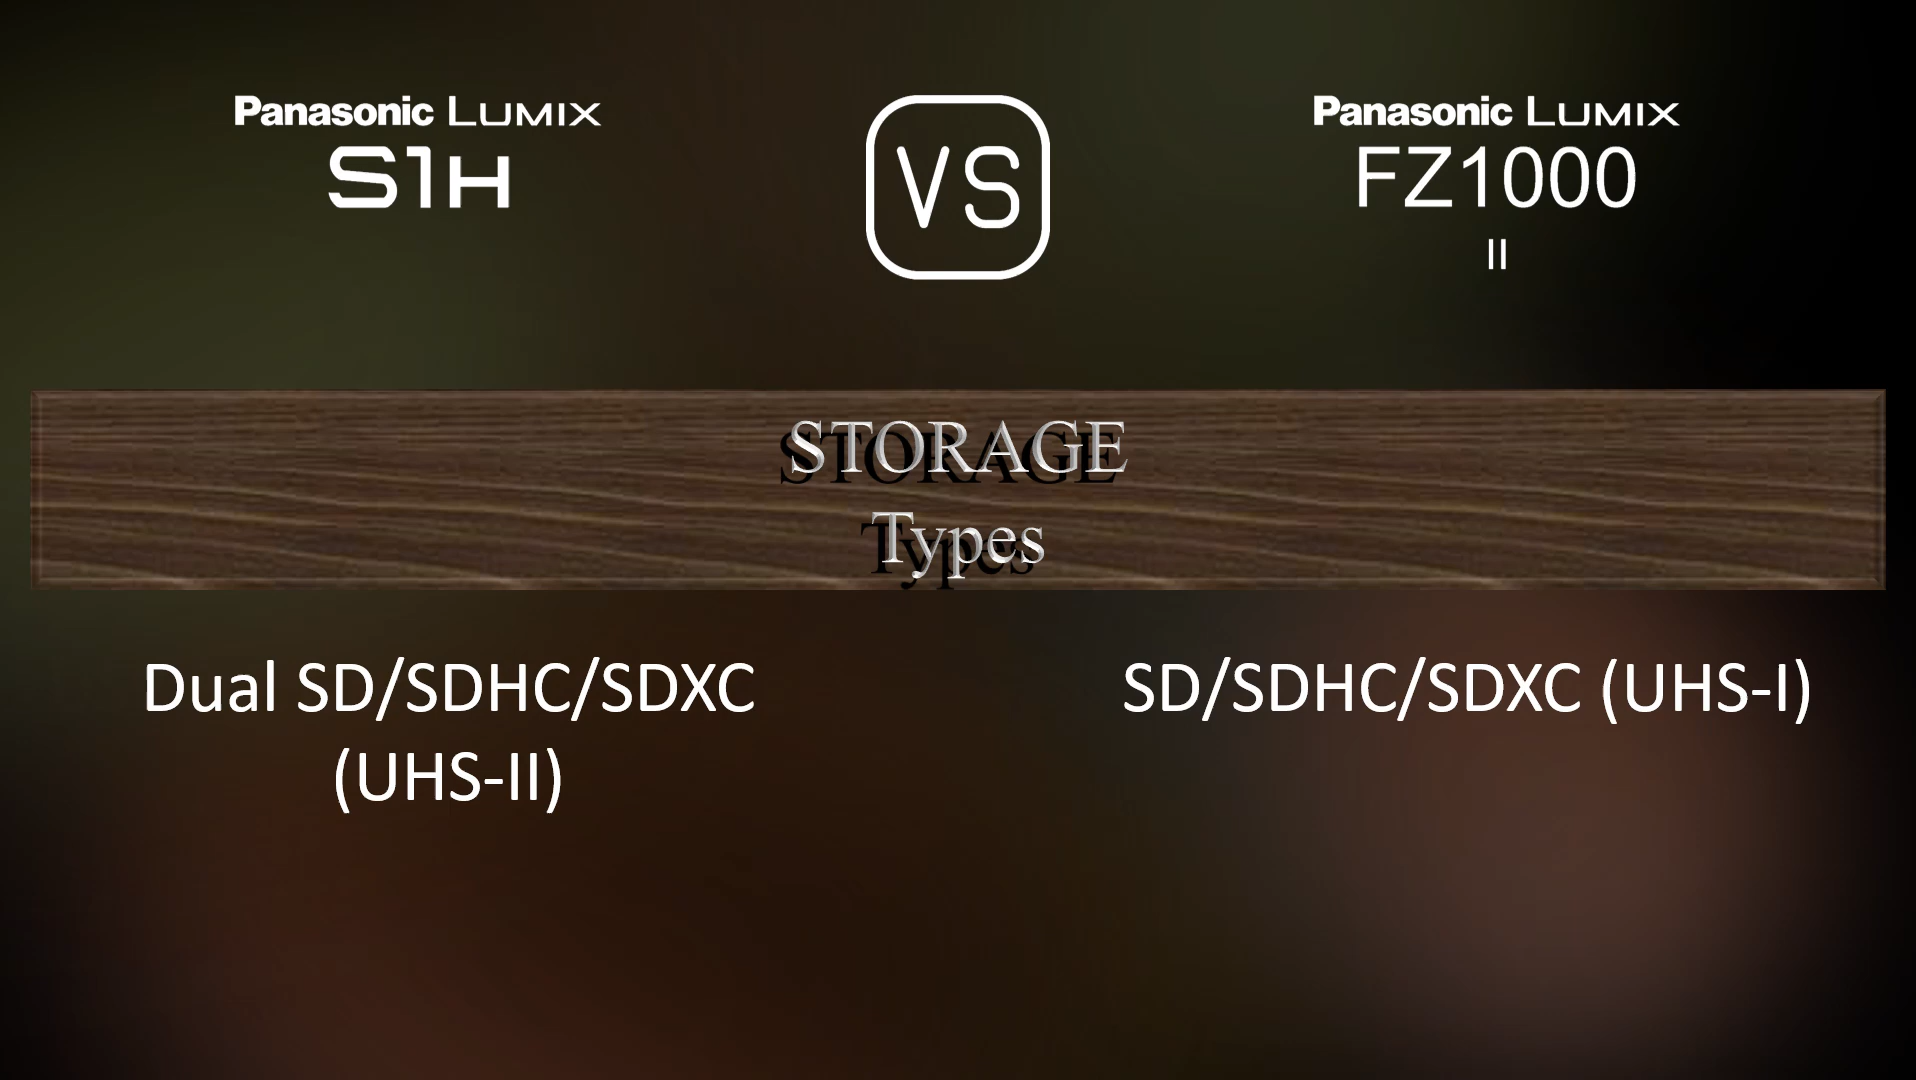 Panasonic LUMIX
S1H
VS
Panasonic LUMIX
FZ1000
II
STORAGE
Types
Dual SD/SDHC/SDXC
(UHS-II)
SD/SDHC/SDXC (UHS-I)